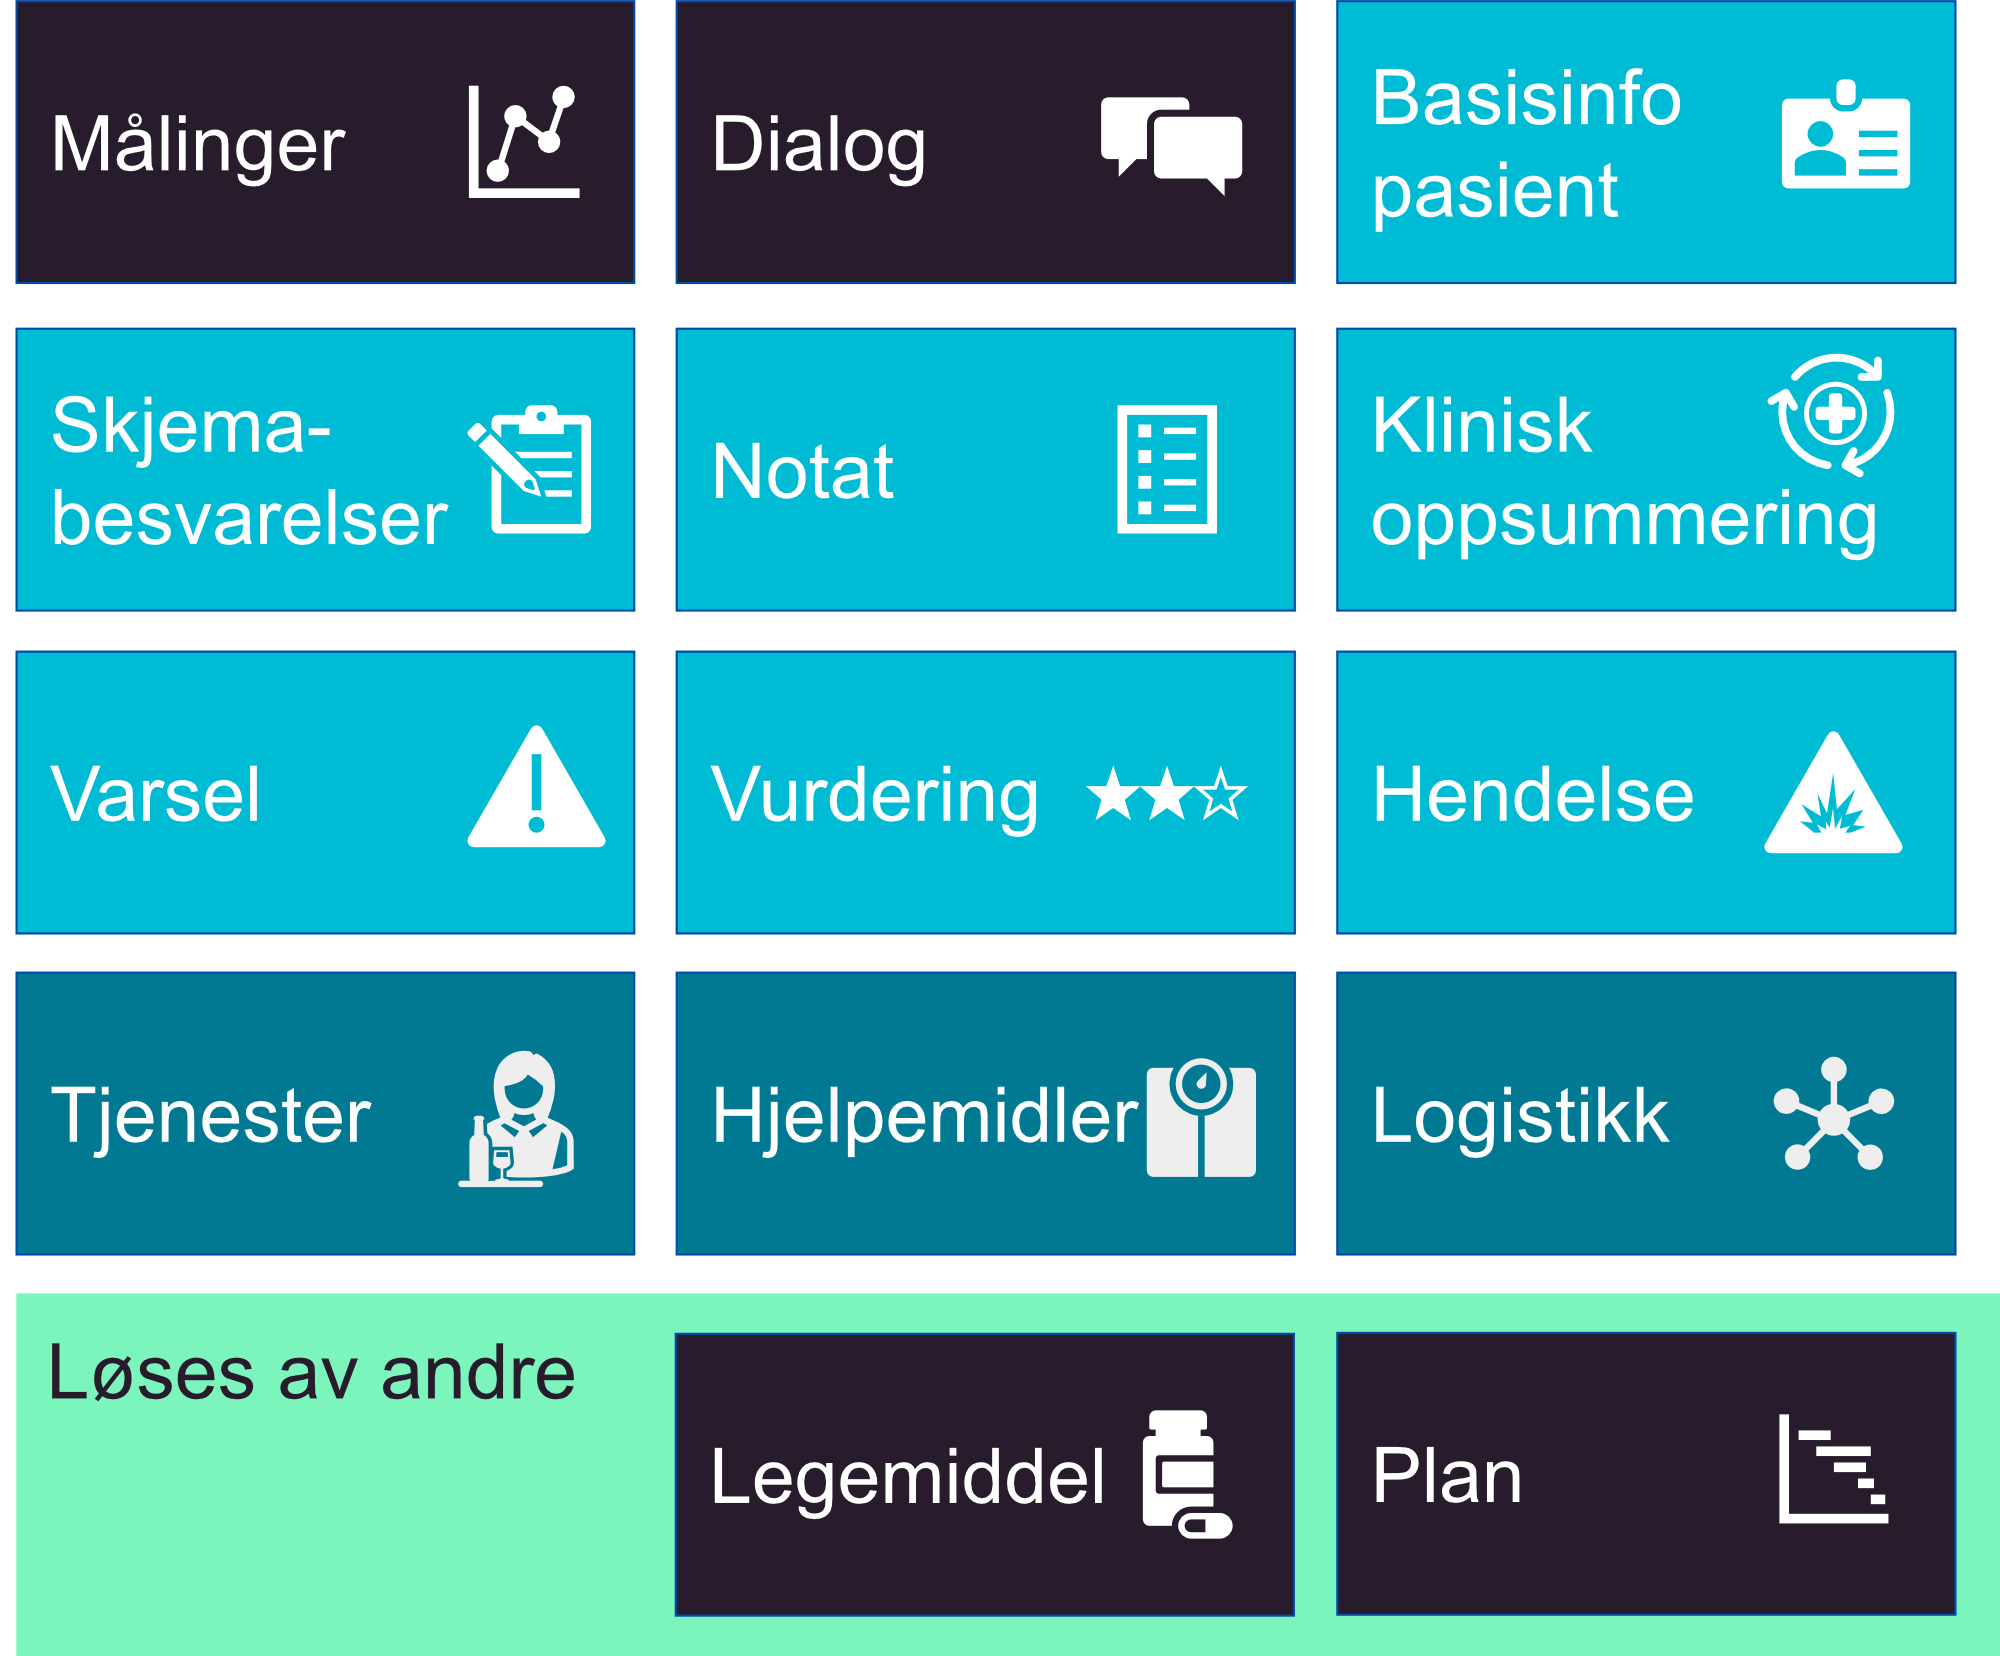 Målinger
Dialog
Basisinfo
pasient
Skjema-
besvarelser
Notat
Klinisk
oppsummering
Varsel
Vurdering
Hendelse
Tjenester
Hjelpemidler
Logistikk
Løses av andre
Legemiddel
Plan